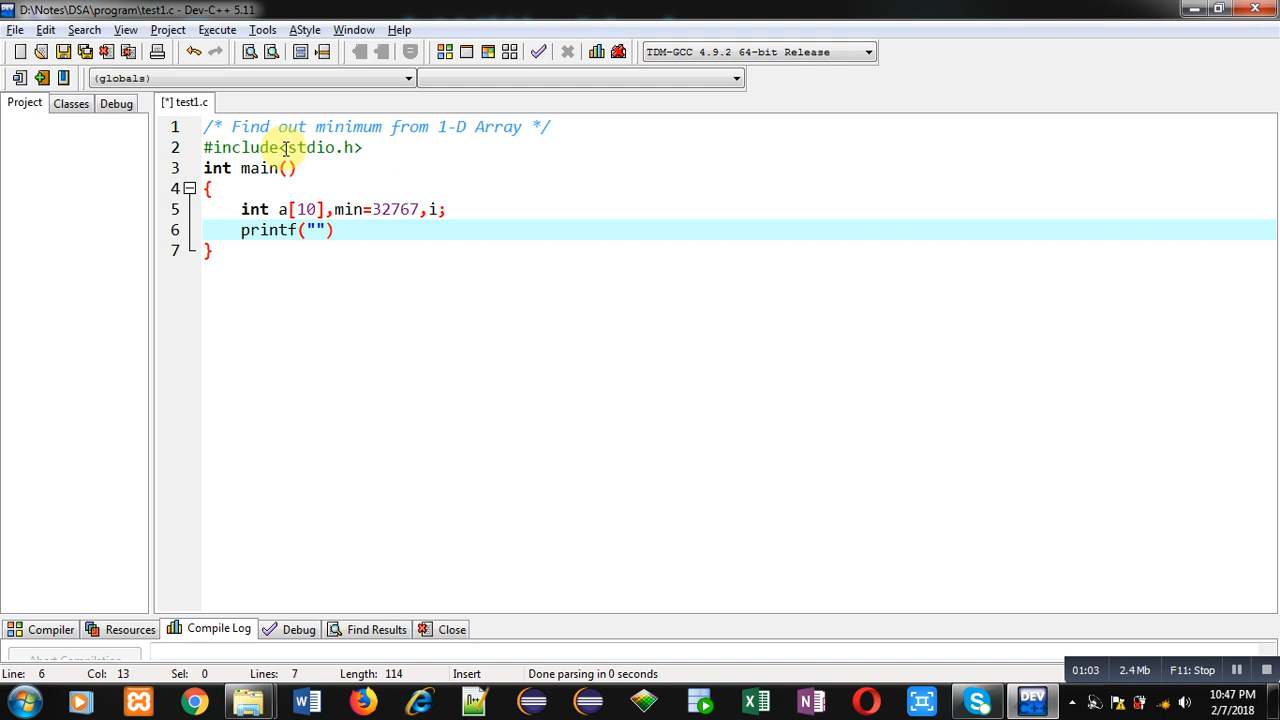 D:\Notes\DSA\program\test1.c - Dev-C++ 5.11
File Edit Search View Project Execute Tools AStyle Window Help
TDM-GCC 4.9.2 64-bit Release
(globals)
Project Classes Debug [*] test1.c
1 /* Find out minimum from 1-D Array */
2 #include<stdio.h>
3 int main()
4 {
5 int a[10],min=32767,i;
6 printf("")
7 }
Compiler Resources Compile Log Debug Find Results Close
Abort Compilation
Line: 6 Col: 13 Sel: 0 Lines: 7 Length: 114 Insert Done parsing in 0 seconds
01:03 2.4 Mb F11: Stop
10:47 PM
2/7/2018